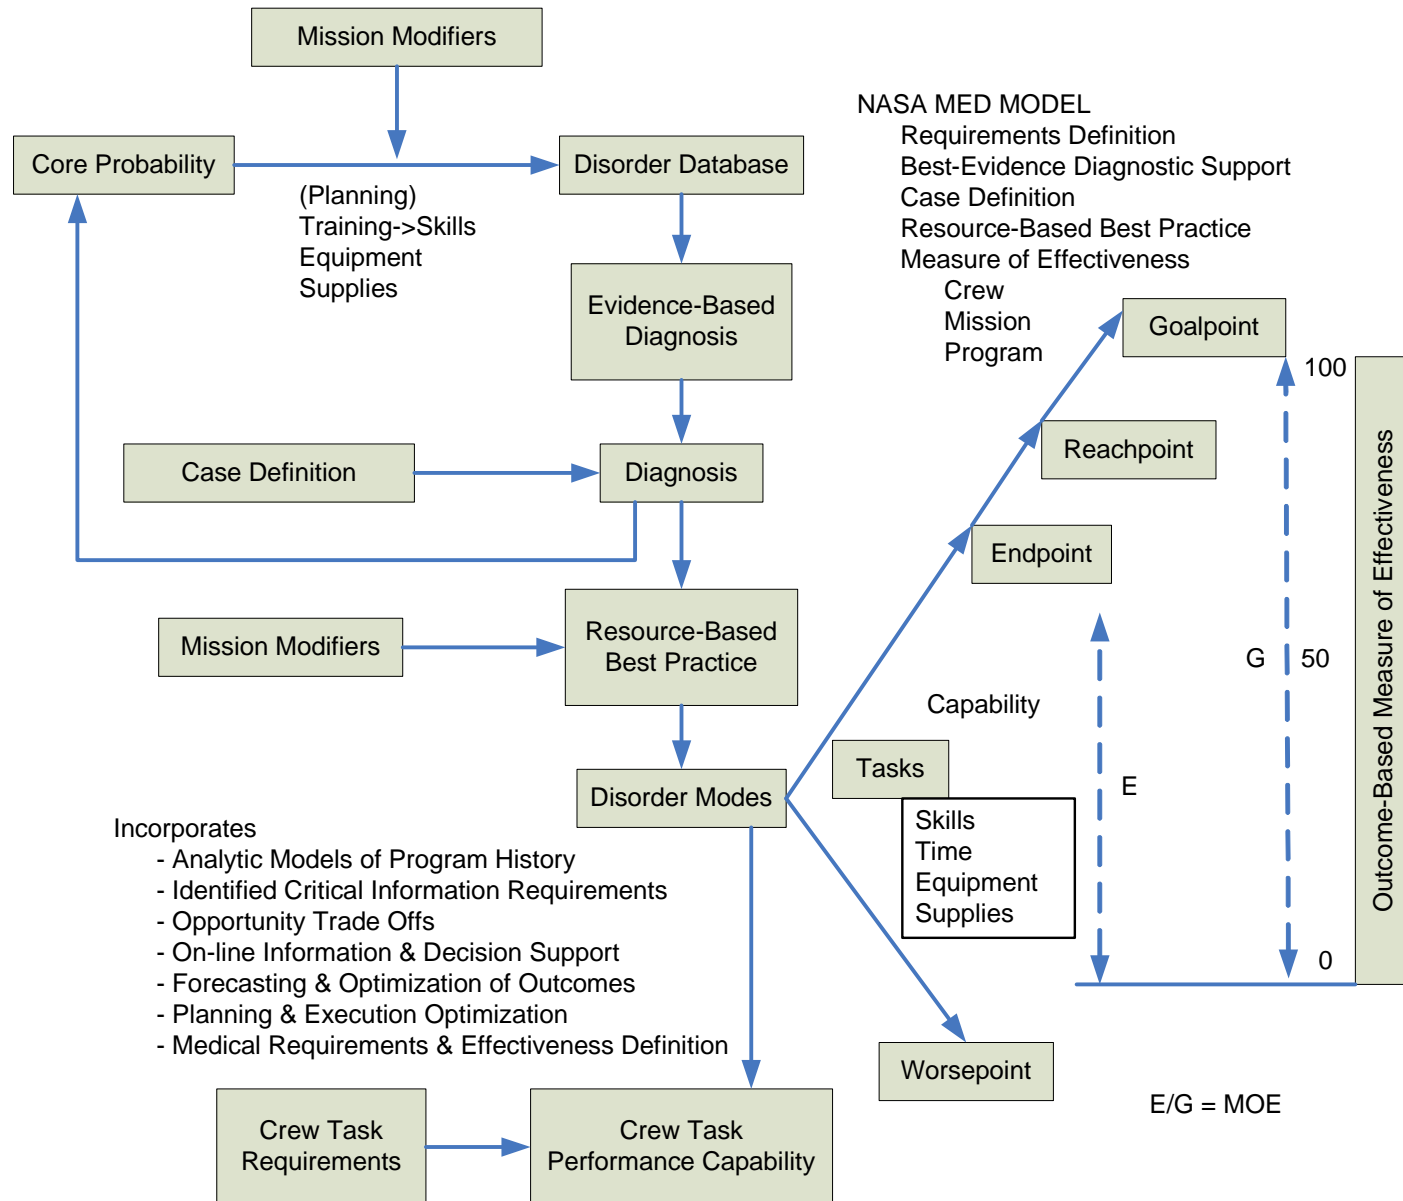 Mission Modifiers
NASA MED MODEL
Requirements Definition
Best-Evidence Diagnostic Support
Case Definition
Resource-Based Best Practice
Measure of Effectiveness
Crew
Mission
Program
Core Probability
Disorder Database
(Planning)
Training->Skills
Equipment
Supplies
Evidence-Based
Diagnosis
Case Definition
Diagnosis
Mission Modifiers
Resource-Based
Best Practice
Disorder Modes
Goalpoint
Reachpoint
Endpoint
Capability
Tasks
Skills
Time
Equipment
Supplies
Worsepoint
E
G
100
50
0
Outcome-Based Measure of Effectiveness
E/G = MOE
Incorporates
- Analytic Models of Program History
- Identified Critical Information Requirements
- Opportunity Trade Offs
- On-line Information & Decision Support
- Forecasting & Optimization of Outcomes
- Planning & Execution Optimization
- Medical Requirements & Effectiveness Definition
Crew Task
Requirements
Crew Task
Performance Capability